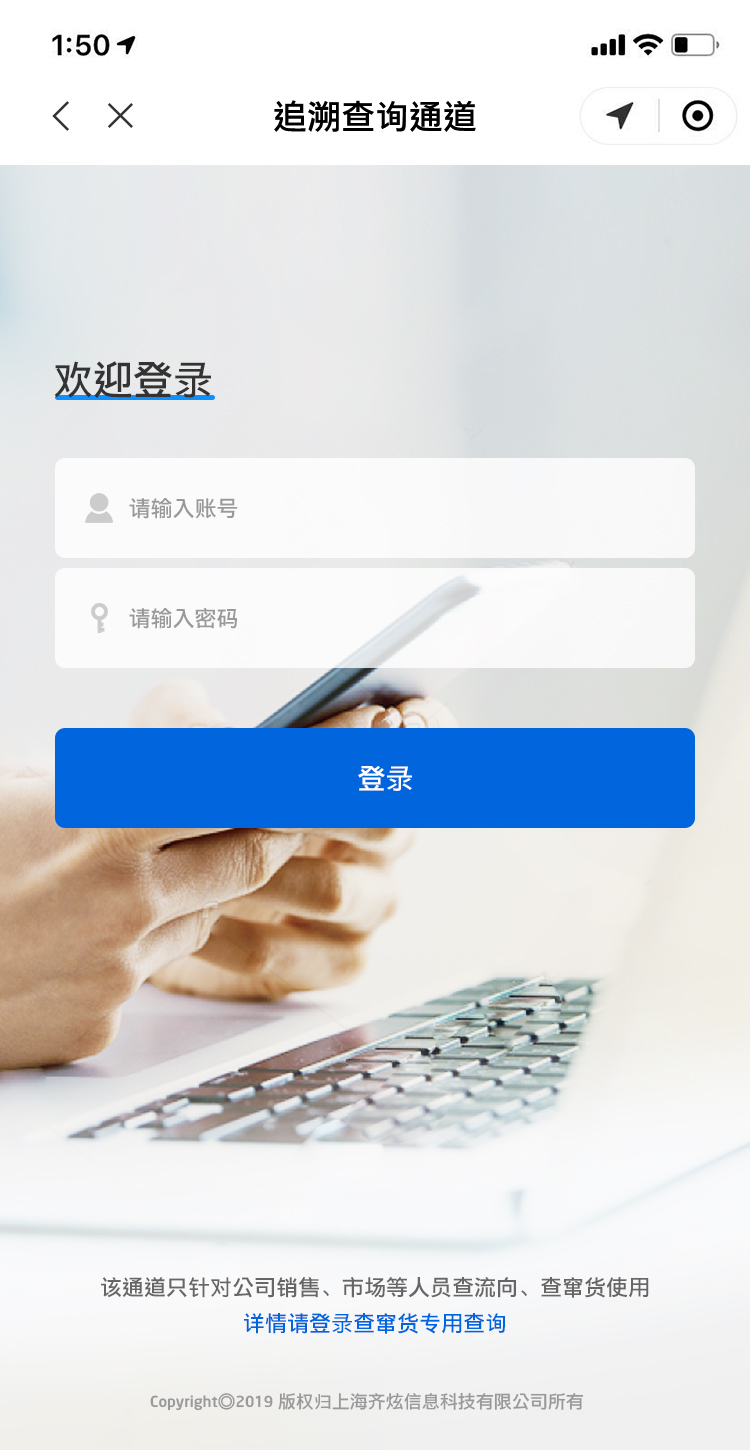 1:50
追溯查询通道
欢迎登录
请输入账号
请输入密码
登录
该通道只针对公司销售、市场等人员查流向、查窜货使用
详情请登录查窜货专用查询
Copyright◎2019 版权归上海齐炫信息科技有限公司所有